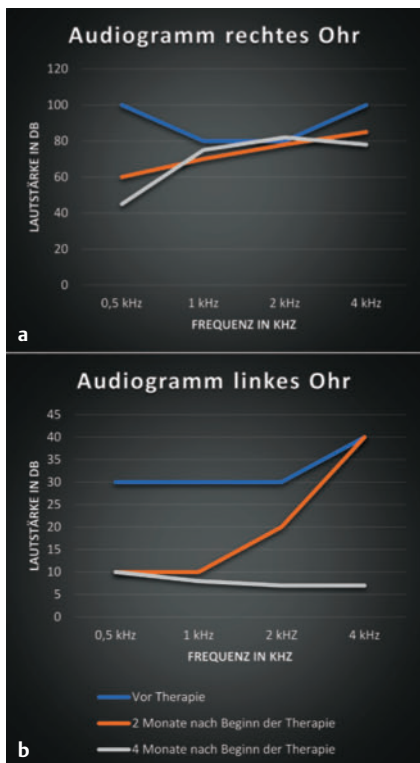 Audiogramm rechtes Ohr
LAUTSTÄRKE IN DB
120
100
80
60
40
20
0
0,5 kHz 1 kHz 2 kHz 4 kHz
FREQUENZ IN KHZ
a
Audiogramm linkes Ohr
LAUTSTÄRKE IN DB
45
40
35
30
25
20
15
10
5
0
0,5 kHz 1 kHz 2 kHZ 4 kHz
FREQUENZ IN KHZ
Vor Therapie
2 Monate nach Beginn der Therapie
4 Monate nach Beginn der Therapie
b